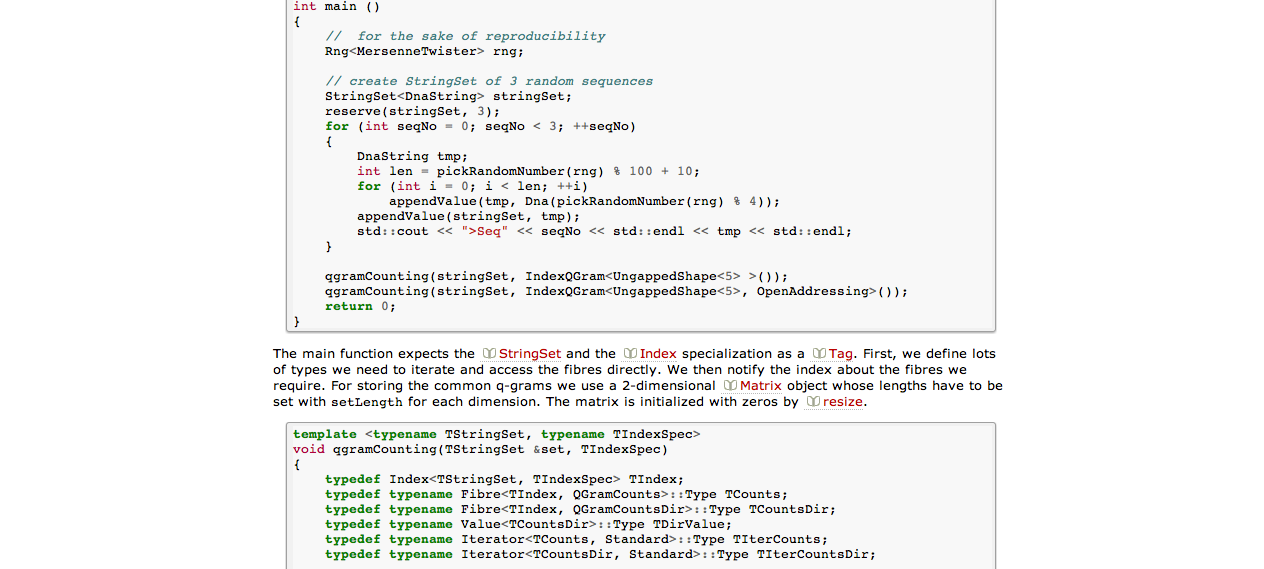 int main ()
{
    //  for the sake of reproducibility
    Rng<MersenneTwister> rng;

    // create StringSet of 3 random sequences
    StringSet<DnaString> stringSet;
    reserve(stringSet, 3);
    for (int seqNo = 0; seqNo < 3; ++seqNo)
    {
        DnaString tmp;
        int len = pickRandomNumber(rng) % 100 + 10;
        for (int i = 0; i < len; ++i)
            appendValue(tmp, Dna(pickRandomNumber(rng) % 4));
        appendValue(stringSet, tmp);
        std::cout << ">Seq" << seqNo << std::endl << tmp << std::endl;
    }

    qgramCounting(stringSet, IndexQGram<UngappedShape<5> >());
    qgramCounting(stringSet, IndexQGram<UngappedShape<5>, OpenAddressing>());
    return 0;
}
The main function expects the StringSet and the Index specialization as a Tag. First, we define lots
of types we need to iterate and access the fibres directly. We then notify the index about the fibres we
require. For storing the common q-grams we use a 2-dimensional Matrix object whose lengths have to be
set with setLength for each dimension. The matrix is initialized with zeros by resize.
template <typename TStringSet, typename TIndexSpec>
void qgramCounting(TStringSet &set, TIndexSpec)
{
    typedef Index<TStringSet, TIndexSpec> TIndex;
    typedef typename Fibre<TIndex, QGramCounts>::Type TCounts;
    typedef typename Fibre<TIndex, QGramCountsDir>::Type TCountsDir;
    typedef typename Value<TCountsDir>::Type TDirValue;
    typedef typename Iterator<TCounts, Standard>::Type TIterCounts;
    typedef typename Iterator<TCountsDir, Standard>::Type TIterCountsDir;